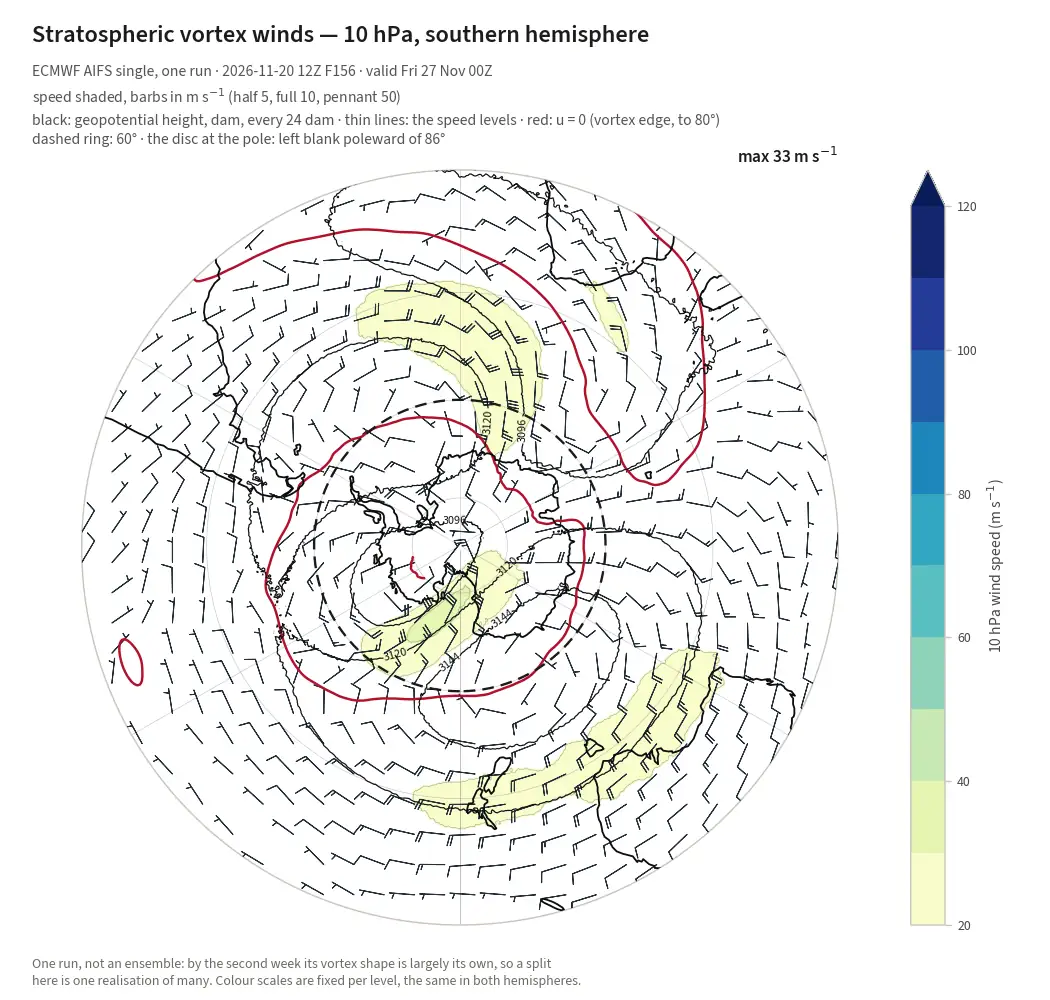 Stratospheric vortex winds — 10 hPa, southern hemisphere
ECMWF AIFS single, one run · 2026-11-20 12Z F156 · valid Fri 27 Nov 00Z
speed shaded, barbs in m s⁻¹ (half 5, full 10, pennant 50)
black: geopotential height, dam, every 24 dam · thin lines: the speed levels · red: u = 0 (vortex edge, to 80°)
dashed ring: 60° · the disc at the pole: left blank poleward of 86°
max 33 m s⁻¹
120
100
80
60
40
20
10 hPa wind speed (m s⁻¹)
3120
3096
3096
3120
3144
3120
3144
One run, not an ensemble: by the second week its vortex shape is largely its own, so a split
here is one realisation of many. Colour scales are fixed per level, the same in both hemispheres.